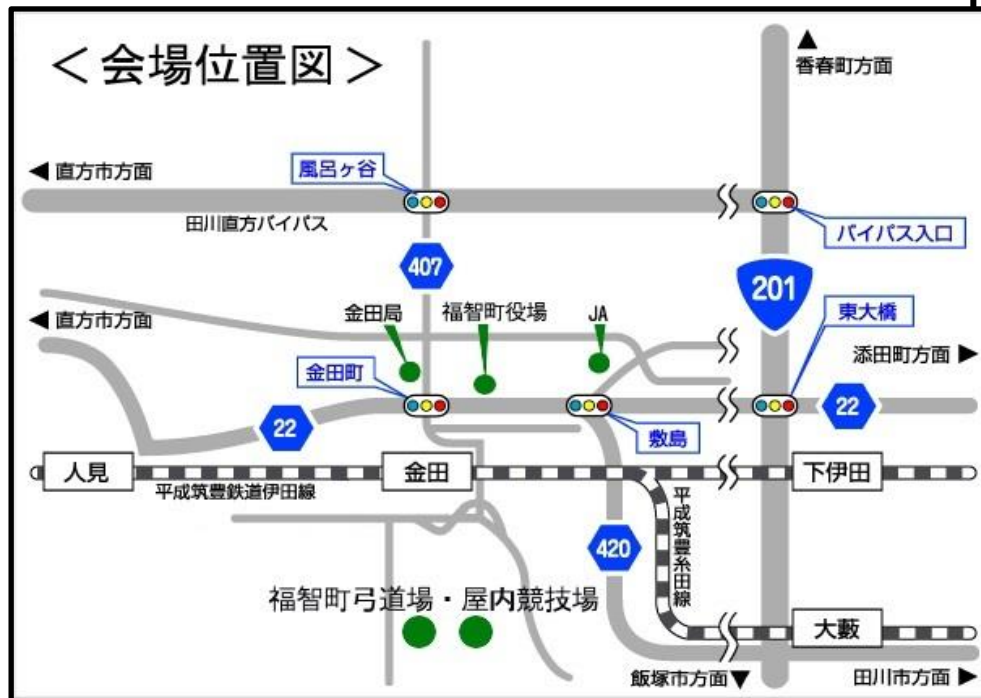 ＜会場位置図＞
▲
香春町方面
◀ 直方市方面
風呂ヶ谷
田川直方バイパス
バイパス入口
407
201
◀ 直方市方面
金田局
福智町役場
JA
東大橋
添田町方面 ▶
金田町
22
敷島
22
人見
金田
下伊田
平成筑豊鉄道伊田線
平成筑豊糸田線
420
福智町弓道場・屋内競技場
大藪
飯塚市方面▼
田川市方面 ▶